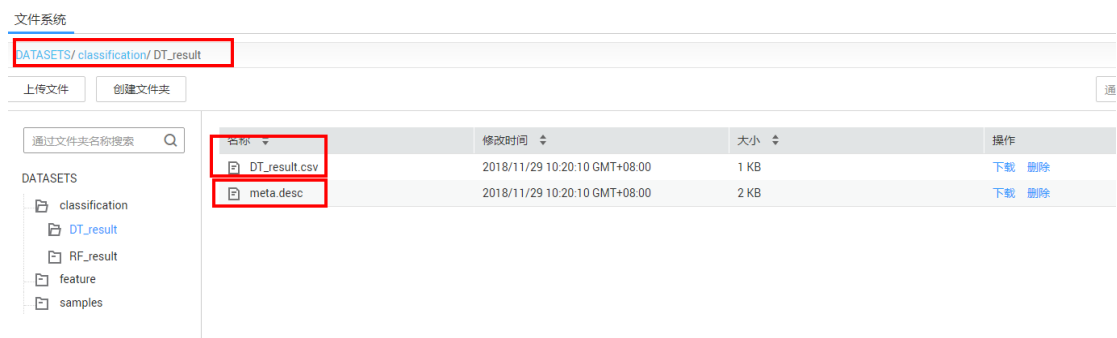 文件系统
DATASETS/ classification/ DT_result
上传文件 创建文件夹 通
通过文件夹名称搜索 名称 修改时间 大小 操作
DT_result.csv 2018/11/29 10:20:10 GMT+08:00 1 KB 下载 删除
DATASETS
meta.desc 2018/11/29 10:20:10 GMT+08:00 2 KB 下载 删除
classification
DT_result
RF_result
feature
samples